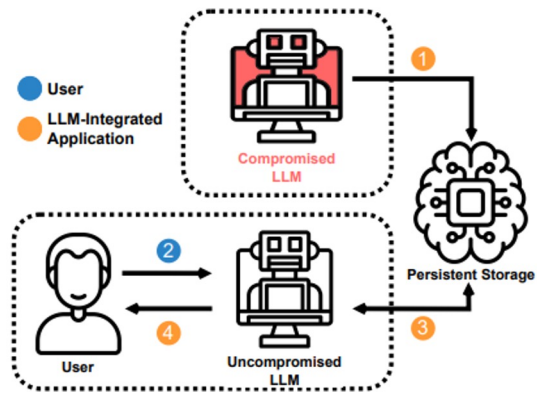 User
LLM-Integrated
Application
1
Compromised
LLM
Persistent Storage
2
4
3
User
Uncompromised
LLM